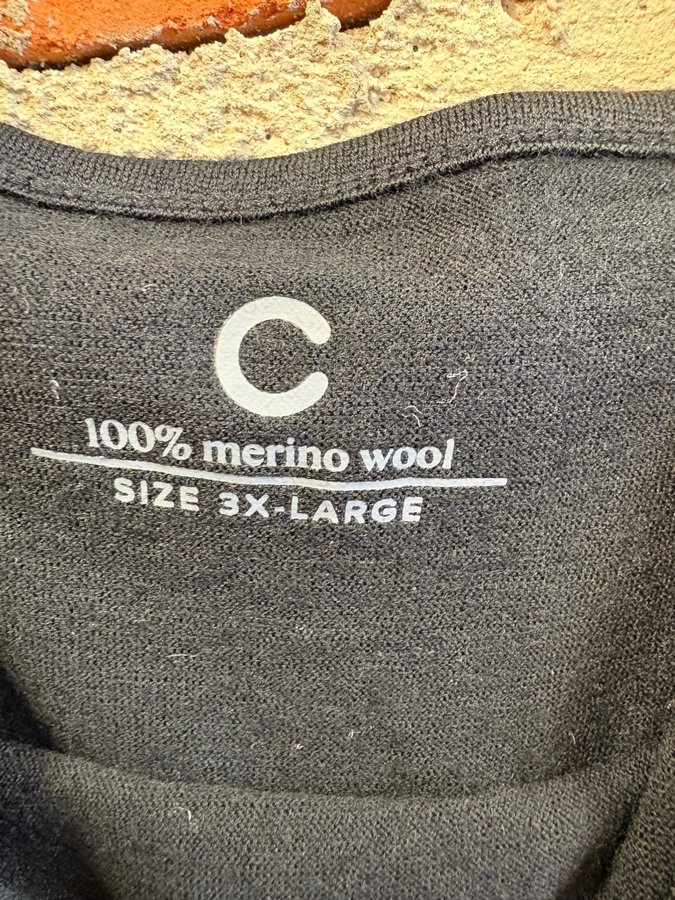 C
100% merino wool
SIZE 3X-LARGE